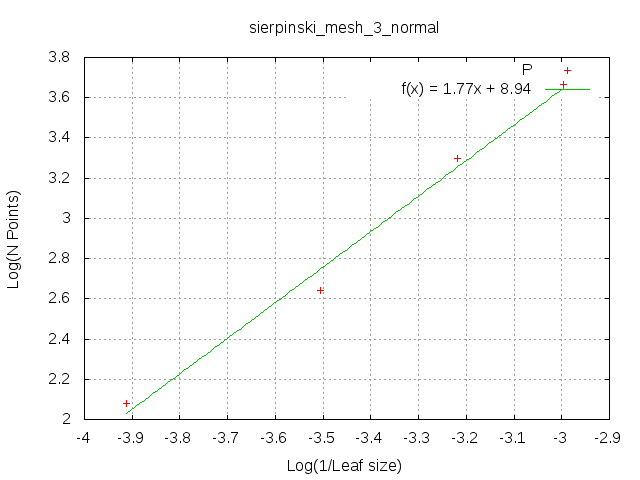 sierpinski_mesh_3_normal
3.8
3.6
3.4
3.2
3
2.8
2.6
2.4
2.2
2
Log(N Points)
P
f(x) = 1.77x + 8.94
-4 -3.9 -3.8 -3.7 -3.6 -3.5 -3.4 -3.3 -3.2 -3.1 -3 -2.9
Log(1/Leaf size)